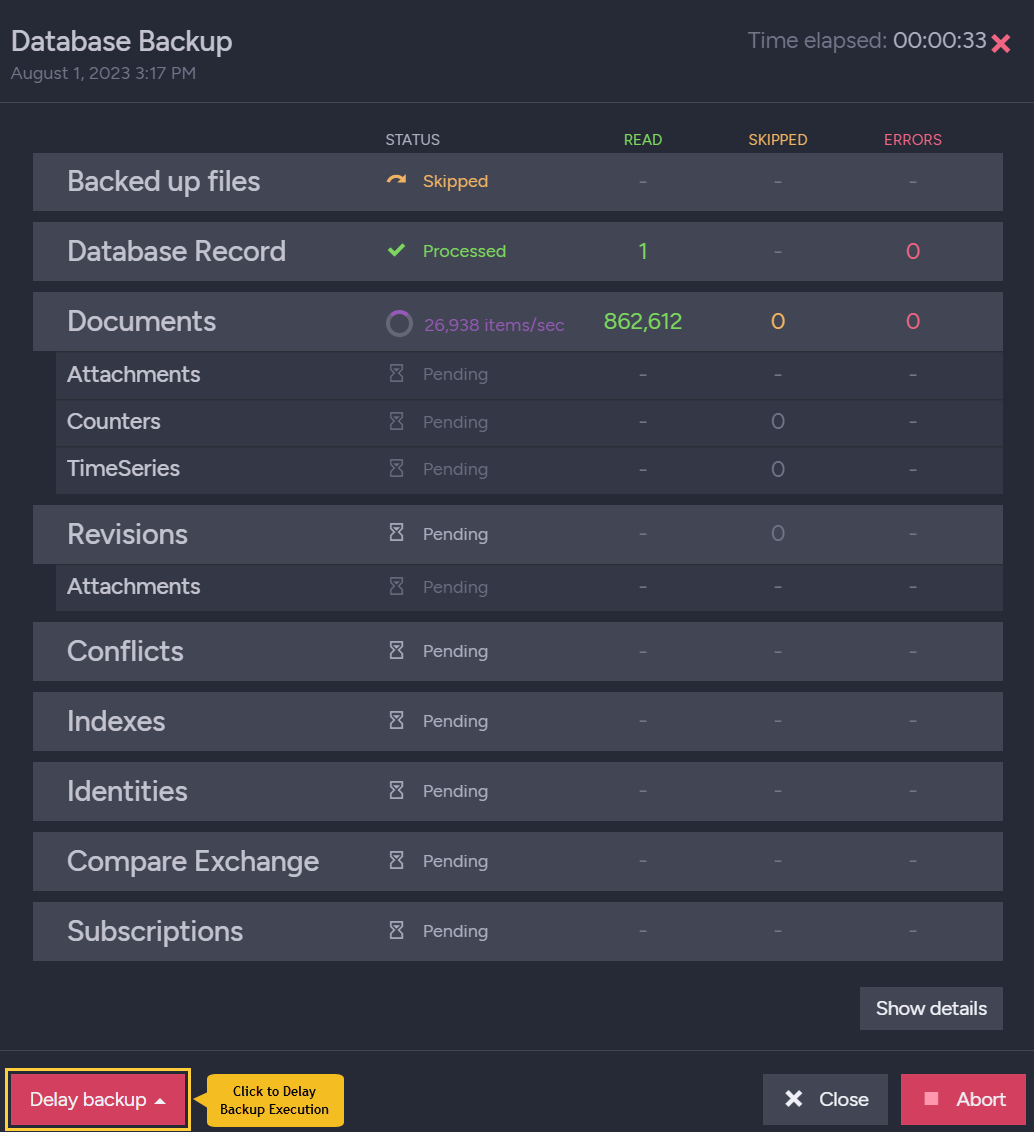 Database Backup
Time elapsed: 00:00:33
August 1, 2023 3:17 PM
STATUS READ SKIPPED ERRORS
Backed up files Skipped - - -
Database Record Processed 1 - 0
Documents 26,938 items/sec 862,612 0 0
Attachments Pending - - -
Counters Pending - 0 -
TimeSeries Pending - 0 -
Revisions Pending - 0 -
Attachments Pending - - -
Conflicts Pending - - -
Indexes Pending - - -
Identities Pending - - -
Compare Exchange Pending - - -
Subscriptions Pending - - -
Show details
Delay backup
Click to Delay
Backup Execution
Close
Abort